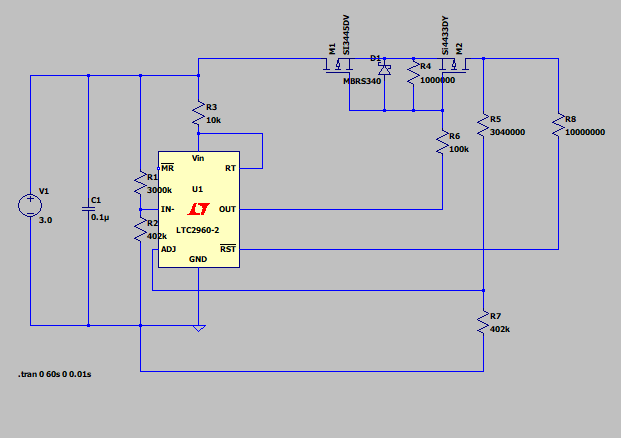 M1
SI3445DV
Si4433DY
M2
D1
MBRS340
R4
1000000
R3
10k
R5
3040000
R8
10000000
R6
100k
Vin
MR
RT
R1
3000k
U1
V1
3.0
C1
0.1µ
IN-
OUT
R2
402k
LTC2960-2
ADJ
RST
GND
R7
402k
.tran 0 60s 0 0.01s